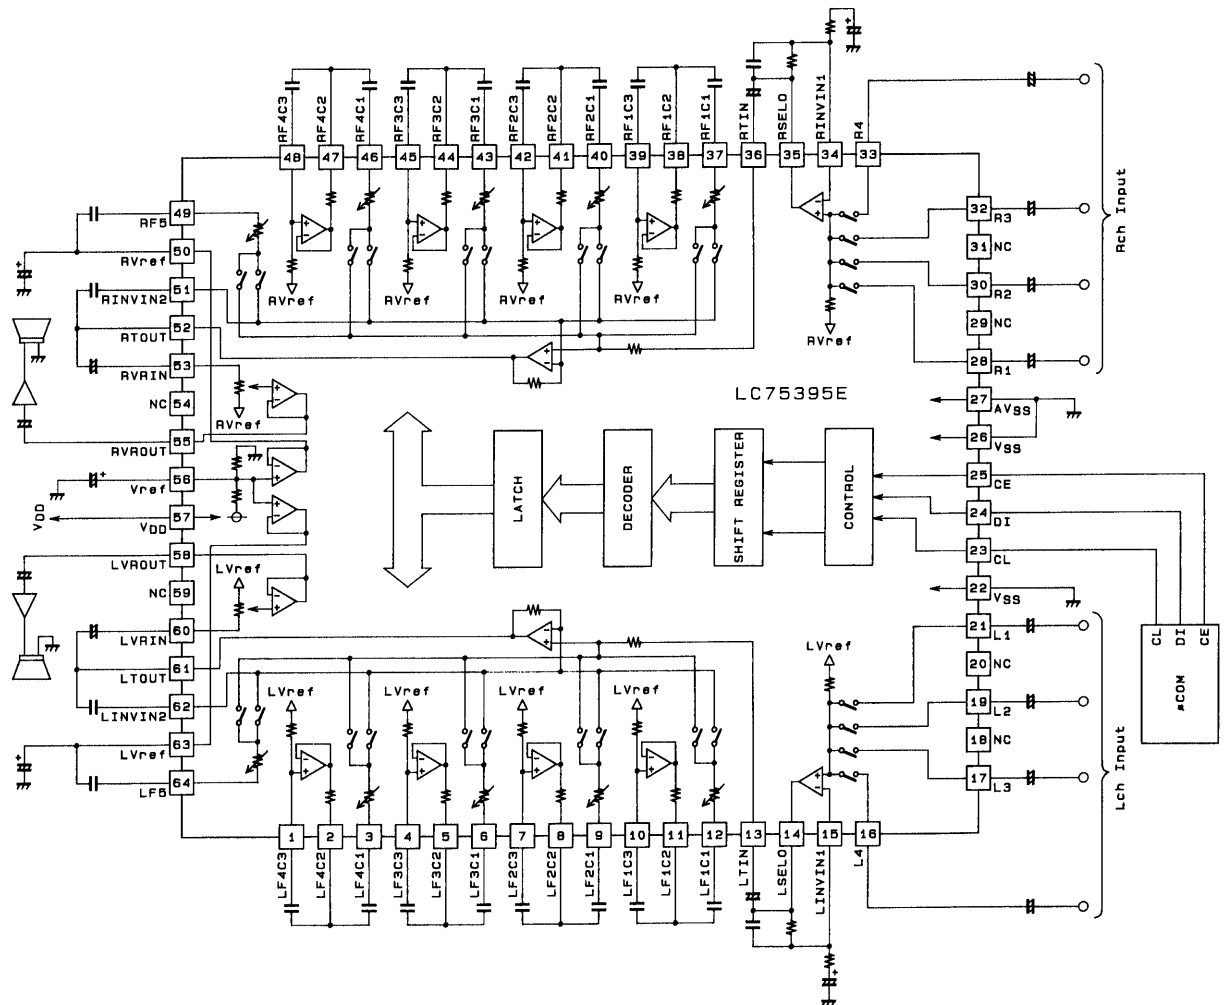 RF4C3
RF4C2
RF4C1
RF3C3
RF3C2
RF3C1
RF2C3
RF2C2
RF2C1
RF1C3
RF1C2
RF1C1
RTIN
RSELO
RINVIN1
R4
48
47
46
45
44
43
42
41
40
39
38
37
36
35
34
33
49
RF5
50
RVref
51
RINVIN2
52
RTOUT
53
RVRIN
54
NC
55
RVROUT
56
Vref
57
VDD
VDD
58
LVROUT
59
NC
60
LVRIN
61
LTOUT
62
LINVIN2
63
LVref
64
LF5
RVref
RVref
RVref
RVref
RVref
RVref
LC75395E
LATCH
DECODER
SHIFT REGISTER
CONTROL
32
R3
31
NC
30
R2
29
NC
28
R1
27
AVSS
26
VSS
25
CE
24
DI
23
CL
22
VSS
21
L1
20
NC
19
L2
18
NC
17
L3
Rch Input
Lch Input
CL
DI
CE
μCOM
LVref
LVref
LVref
LVref
LVref
LVref
1
2
3
4
5
6
7
8
9
10
11
12
13
14
15
16
LF4C3
LF4C2
LF4C1
LF3C3
LF3C2
LF3C1
LF2C3
LF2C2
LF2C1
LF1C3
LF1C2
LF1C1
LTIN
LSELO
LINVIN1
L4